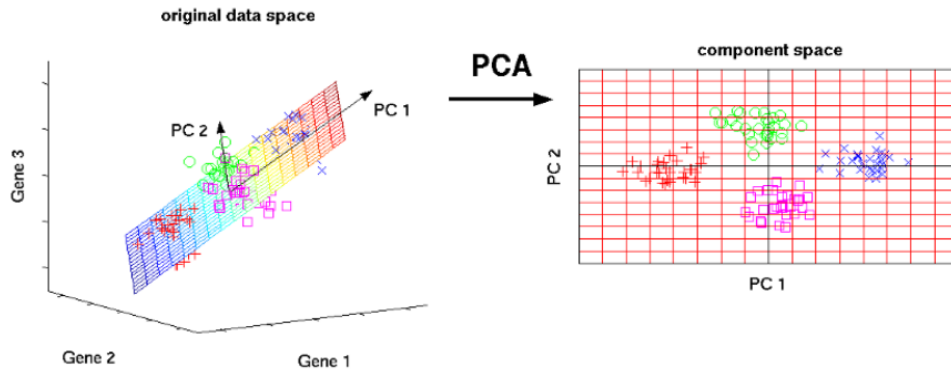 original data space
PCA
component space
PC 1
PC 2
Gene 3
PC 2
Gene 2
Gene 1
PC 1